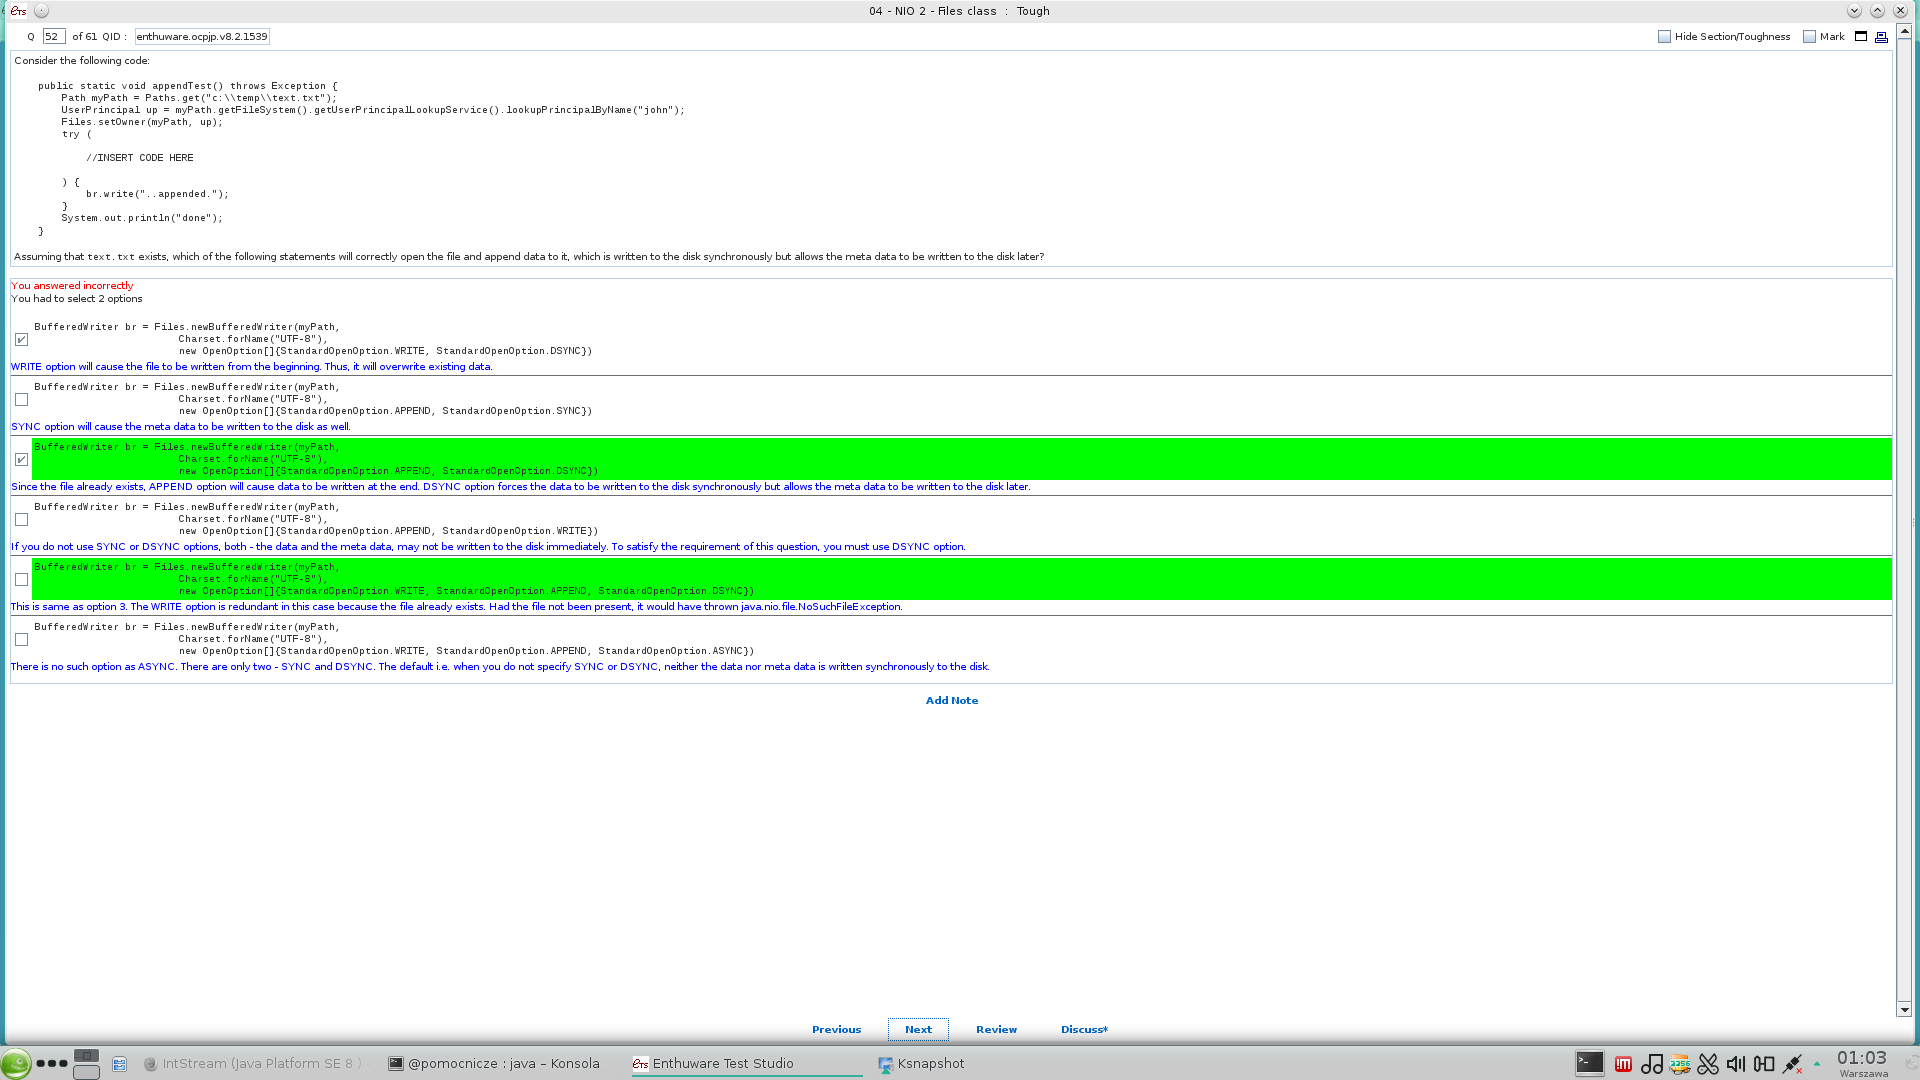 04 - NIO 2 - Files class  :  Tough
Q 52 of 61 QID : enthuware.ocpjp.v8.2.1539
Hide Section/Toughness Mark
Consider the following code:
public static void appendTest() throws Exception {
Path myPath = Paths.get("c:\\temp\\text.txt");
UserPrincipal up = myPath.getFileSystem().getUserPrincipalLookupService().lookupPrincipalByName("john");
Files.setOwner(myPath, up);
try (
//INSERT CODE HERE
) {
br.write("..appended.");
}
System.out.println("done");
}
Assuming that text.txt exists, which of the following statements will correctly open the file and append data to it, which is written to the disk synchronously but allows the meta data to be written to the disk later?
You answered incorrectly
You had to select 2 options
BufferedWriter br = Files.newBufferedWriter(myPath,
Charset.forName("UTF-8"),
new OpenOption[]{StandardOpenOption.WRITE, StandardOpenOption.DSYNC})
WRITE option will cause the file to be written from the beginning. Thus, it will overwrite existing data.
BufferedWriter br = Files.newBufferedWriter(myPath,
Charset.forName("UTF-8"),
new OpenOption[]{StandardOpenOption.APPEND, StandardOpenOption.SYNC})
SYNC option will cause the meta data to be written to the disk as well.
BufferedWriter br = Files.newBufferedWriter(myPath,
Charset.forName("UTF-8"),
new OpenOption[]{StandardOpenOption.APPEND, StandardOpenOption.DSYNC})
Since the file already exists, APPEND option will cause data to be written at the end. DSYNC option forces the data to be written to the disk synchronously but allows the meta data to be written to the disk later.
BufferedWriter br = Files.newBufferedWriter(myPath,
Charset.forName("UTF-8"),
new OpenOption[]{StandardOpenOption.APPEND, StandardOpenOption.WRITE})
If you do not use SYNC or DSYNC options, both - the data and the meta data, may not be written to the disk immediately. To satisfy the requirement of this question, you must use DSYNC option.
BufferedWriter br = Files.newBufferedWriter(myPath,
Charset.forName("UTF-8"),
new OpenOption[]{StandardOpenOption.WRITE, StandardOpenOption.APPEND, StandardOpenOption.DSYNC})
This is same as option 3. The WRITE option is redundant in this case because the file already exists. Had the file not been present, it would have thrown java.nio.file.NoSuchFileException.
BufferedWriter br = Files.newBufferedWriter(myPath,
Charset.forName("UTF-8"),
new OpenOption[]{StandardOpenOption.WRITE, StandardOpenOption.APPEND, StandardOpenOption.ASYNC})
There is no such option as ASYNC. There are only two - SYNC and DSYNC. The default i.e. when you do not specify SYNC or DSYNC, neither the data nor meta data is written synchronously to the disk.
Add Note
Previous Next Review Discuss*
IntStream (Java Platform SE 8 ) @pomocnicze : java – Konsola Enthuware Test Studio Ksnapshot 01:03
Warszawa